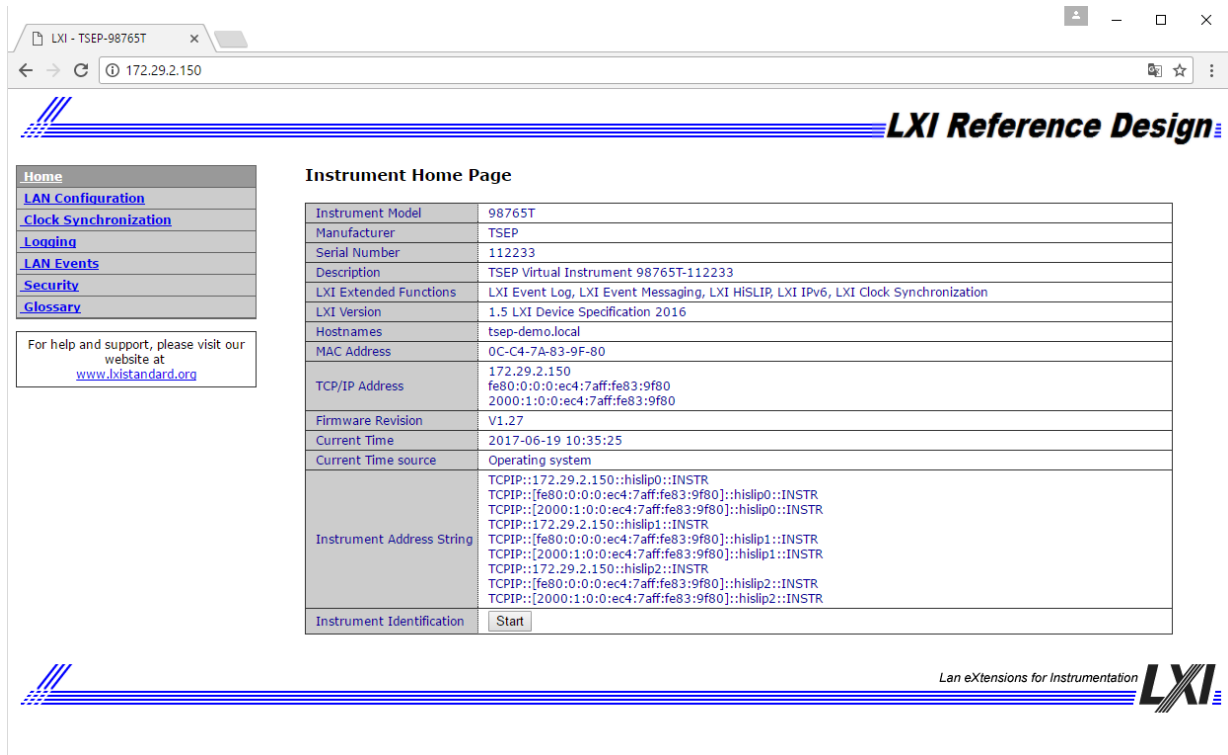 LXI - TSEP-98765T
172.29.2.150
LXI Reference Design
Home
LAN Configuration
Clock Synchronization
Logging
LAN Events
Security
Glossary
For help and support, please visit our
website at
www.lxistandard.org
Instrument Home Page
Instrument Model 98765T
Manufacturer TSEP
Serial Number 112233
Description TSEP Virtual Instrument 98765T-112233
LXI Extended Functions LXI Event Log, LXI Event Messaging, LXI HiSLIP, LXI IPv6, LXI Clock Synchronization
LXI Version 1.5 LXI Device Specification 2016
Hostnames tsep-demo.local
MAC Address 0C-C4-7A-83-9F-80
TCP/IP Address
172.29.2.150
fe80:0:0:0:ec4:7aff:fe83:9f80
2000:1:0:0:ec4:7aff:fe83:9f80
Firmware Revision V1.27
Current Time 2017-06-19 10:35:25
Current Time source Operating system
Instrument Address String
TCPIP::172.29.2.150::hislip0::INSTR
TCPIP::[fe80:0:0:0:ec4:7aff:fe83:9f80]::hislip0::INSTR
TCPIP::[2000:1:0:0:ec4:7aff:fe83:9f80]::hislip0::INSTR
TCPIP::172.29.2.150::hislip1::INSTR
TCPIP::[fe80:0:0:0:ec4:7aff:fe83:9f80]::hislip1::INSTR
TCPIP::[2000:1:0:0:ec4:7aff:fe83:9f80]::hislip1::INSTR
TCPIP::172.29.2.150::hislip2::INSTR
TCPIP::[fe80:0:0:0:ec4:7aff:fe83:9f80]::hislip2::INSTR
TCPIP::[2000:1:0:0:ec4:7aff:fe83:9f80]::hislip2::INSTR
Instrument Identification Start
Lan eXtensions for Instrumentation
LXI